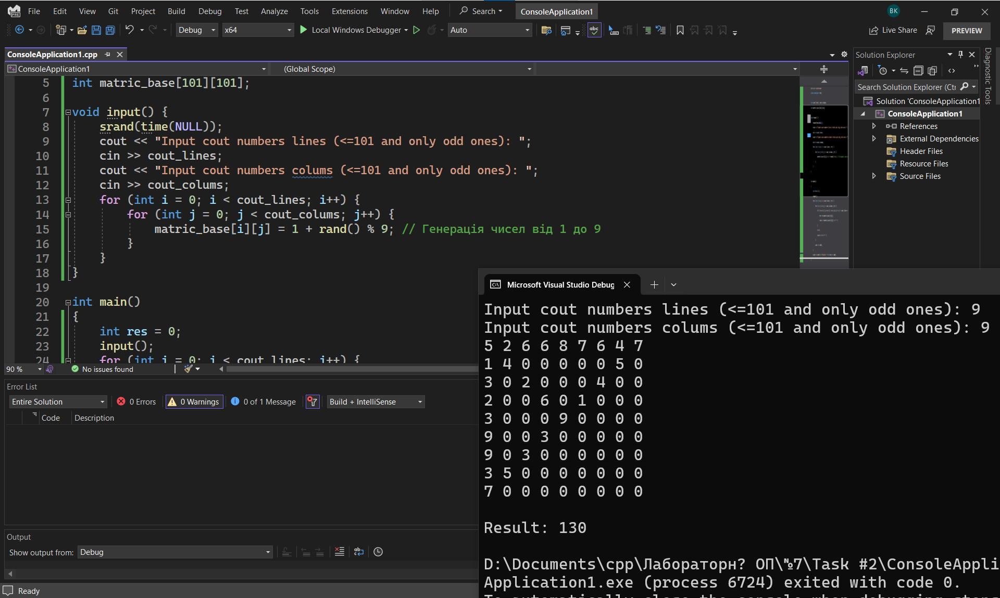 File Edit View Git Project Build Debug Test Analyze Tools Extensions Window Help Search ConsoleApplication1 BK
Debug x64 Local Windows Debugger Auto Live Share PREVIEW
ConsoleApplication1.cpp
ConsoleApplication1 (Global Scope)
5 int matric_base[101][101];
6
7 void input() {
8 srand(time(NULL));
9 cout << "Input cout numbers lines (<=101 and only odd ones): ";
10 cin >> cout_lines;
11 cout << "Input cout numbers colums (<=101 and only odd ones): ";
12 cin >> cout_colums;
13 for (int i = 0; i < cout_lines; i++) {
14 for (int j = 0; j < cout_colums; j++) {
15 matric_base[i][j] = 1 + rand() % 9; // Генерація чисел від 1 до 9
16 }
17 }
18 }
19
20 int main()
21 {
22 int res = 0;
23 input();
24 for (int i = 0; i < cout_lines; i++) {
90 % No issues found
Error List
Entire Solution 0 Errors 0 Warnings 0 of 1 Message Build + IntelliSense
Code Description
Output
Show output from: Debug
Ready
Solution Explorer
Search Solution Explorer (Ctr
Solution 'ConsoleApplication1
ConsoleApplication1
References
External Dependencies
Header Files
Resource Files
Source Files
Diagnostic Tools
Microsoft Visual Studio Debug
Input cout numbers lines (<=101 and only odd ones): 9
Input cout numbers colums (<=101 and only odd ones): 9
5 2 6 6 8 7 6 4 7
1 4 0 0 0 0 0 5 0
3 0 2 0 0 0 4 0 0
2 0 0 6 0 1 0 0 0
3 0 0 0 9 0 0 0 0
9 0 0 3 0 0 0 0 0
9 0 3 0 0 0 0 0 0
3 5 0 0 0 0 0 0 0
7 0 0 0 0 0 0 0 0
Result: 130
D:\Documents\cpp\Лабораторн? ОП\№7\Task #2\ConsoleAppli
Application1.exe (process 6724) exited with code 0.
To automatically close the console when debugging stops